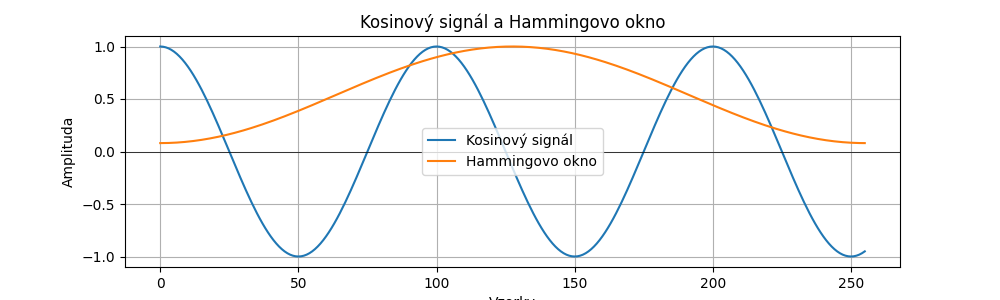 Kosinový signál a Hammingovo okno
Amplituda
1.0
0.5
0.0
−0.5
−1.0
Kosinový signál
Hammingovo okno
0 50 100 150 200 250
Vzorky